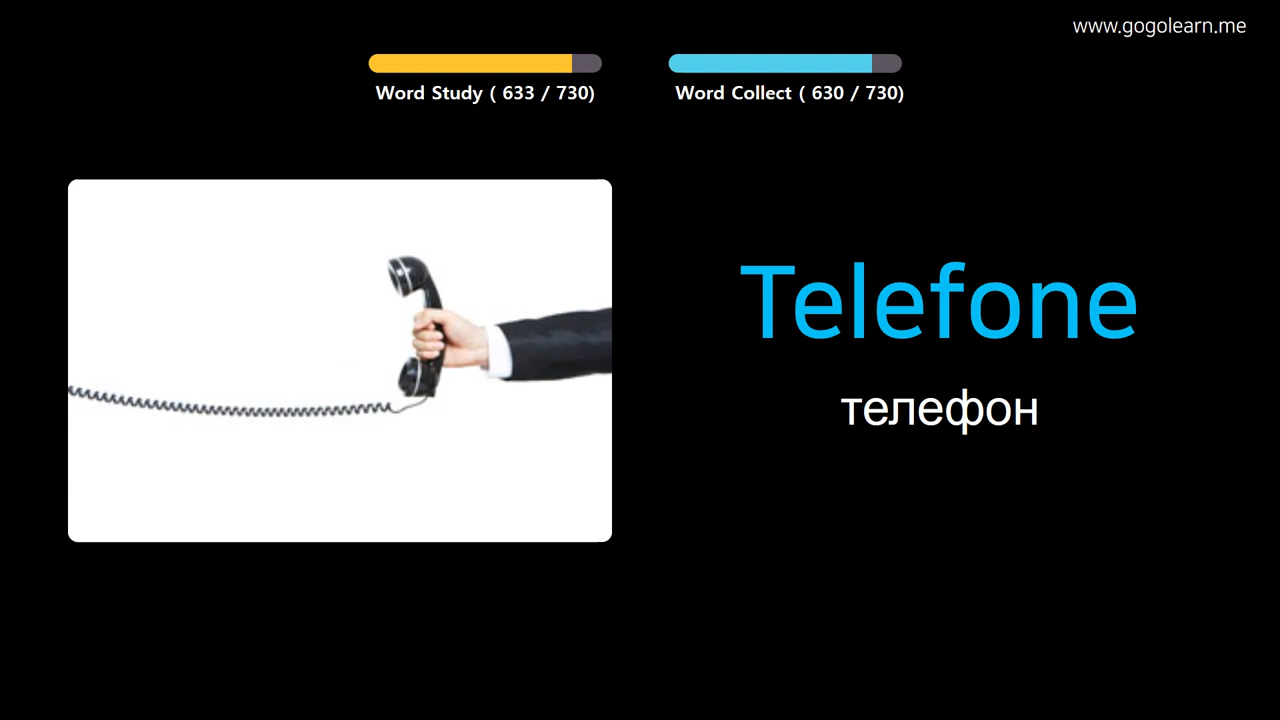 www.gogolearn.me
Word Study ( 633 / 730)
Word Collect ( 630 / 730)
Telefone
телефон